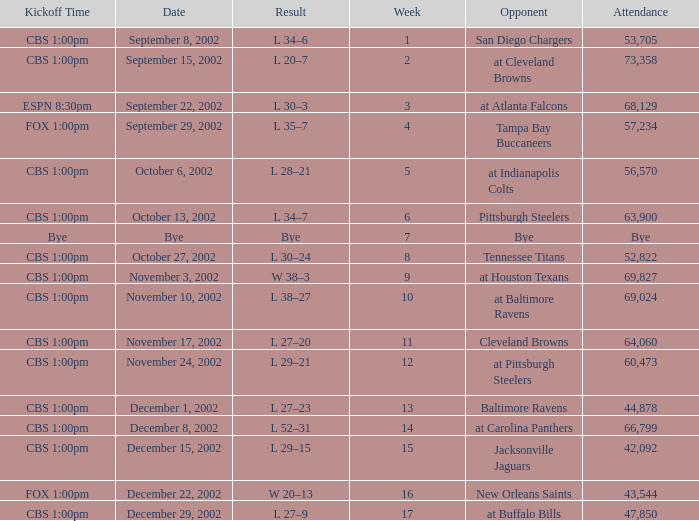 Kickoff Time Date Result Week Opponent Attendance
CBS 1:00pm September 8, 2002 L 34–6 1 San Diego Chargers 53,705
CBS 1:00pm September 15, 2002 L 20–7 2 at Cleveland Browns 73,358
ESPN 8:30pm September 22, 2002 L 30–3 3 at Atlanta Falcons 68,129
FOX 1:00pm September 29, 2002 L 35–7 4 Tampa Bay Buccaneers 57,234
CBS 1:00pm October 6, 2002 L 28–21 5 at Indianapolis Colts 56,570
CBS 1:00pm October 13, 2002 L 34–7 6 Pittsburgh Steelers 63,900
Bye Bye Bye 7 Bye Bye
CBS 1:00pm October 27, 2002 L 30–24 8 Tennessee Titans 52,822
CBS 1:00pm November 3, 2002 W 38–3 9 at Houston Texans 69,827
CBS 1:00pm November 10, 2002 L 38–27 10 at Baltimore Ravens 69,024
CBS 1:00pm November 17, 2002 L 27–20 11 Cleveland Browns 64,060
CBS 1:00pm November 24, 2002 L 29–21 12 at Pittsburgh Steelers 60,473
CBS 1:00pm December 1, 2002 L 27–23 13 Baltimore Ravens 44,878
CBS 1:00pm December 8, 2002 L 52–31 14 at Carolina Panthers 66,799
CBS 1:00pm December 15, 2002 L 29–15 15 Jacksonville Jaguars 42,092
FOX 1:00pm December 22, 2002 W 20–13 16 New Orleans Saints 43,544
CBS 1:00pm December 29, 2002 L 27–9 17 at Buffalo Bills 47,850